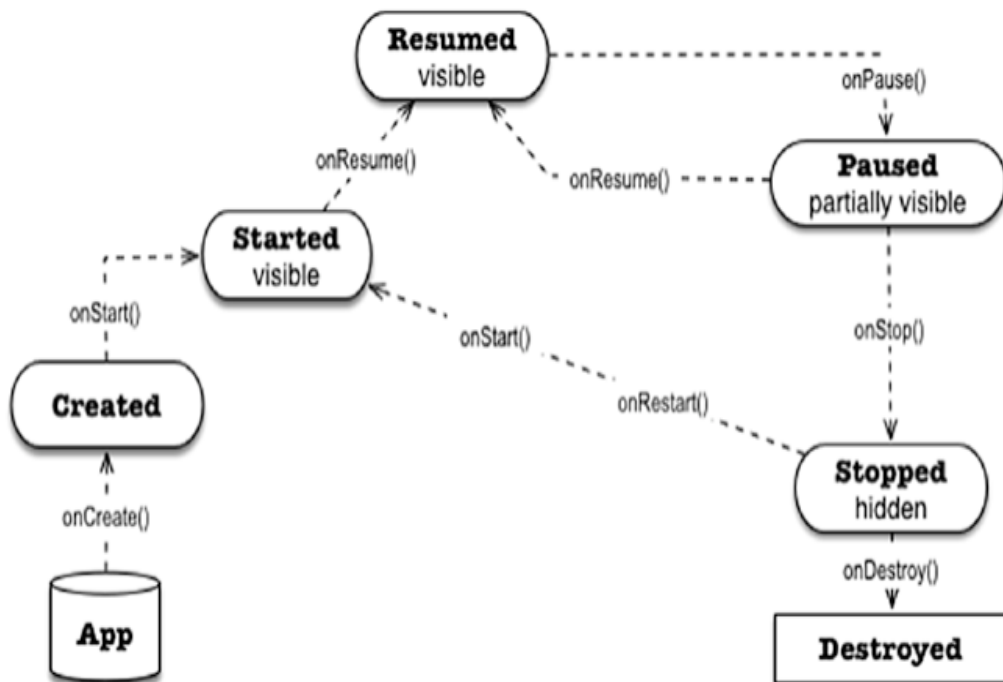 Resumed
visible
onPause()
onResume()
onResume()
Paused
partially visible
Started
visible
onStart()
onStart()
onStop()
Created
onRestart()
Stopped
hidden
onCreate()
onDestroy()
App
Destroyed